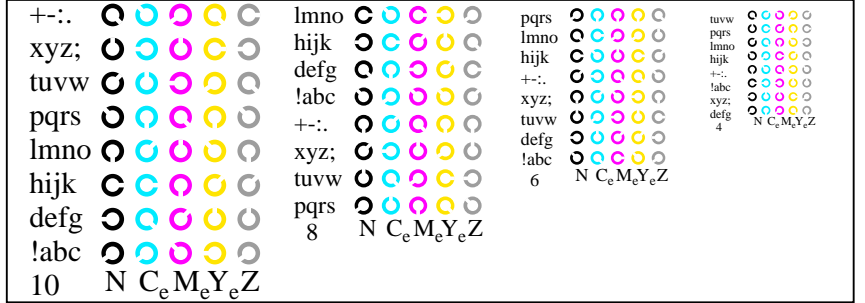 +-:.
xyz;
tuvw
pqrs
lmno
hijk
defg
!abc
10 N CeMeYeZ
lmno
hijk
defg
!abc
+-:.
xyz;
tuvw
pqrs
8 N CeMeYeZ
pqrs
lmno
hijk
+-:.
xyz;
tuvw
defg
!abc
6 N CeMeYeZ
tuvw
pqrs
lmno
hijk
+-:.
!abc
xyz;
defg
4 N CeMeYeZ